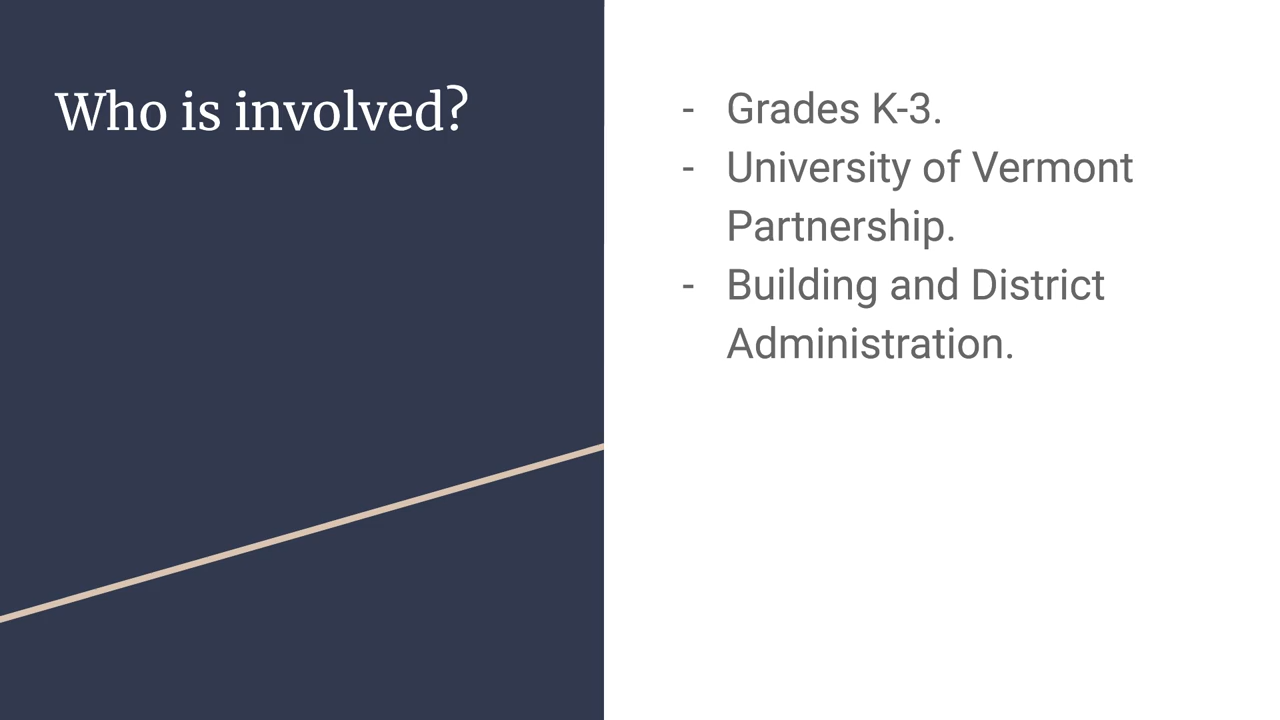 Who is involved?
- Grades K-3.
- University of Vermont
Partnership.
- Building and District
Administration.